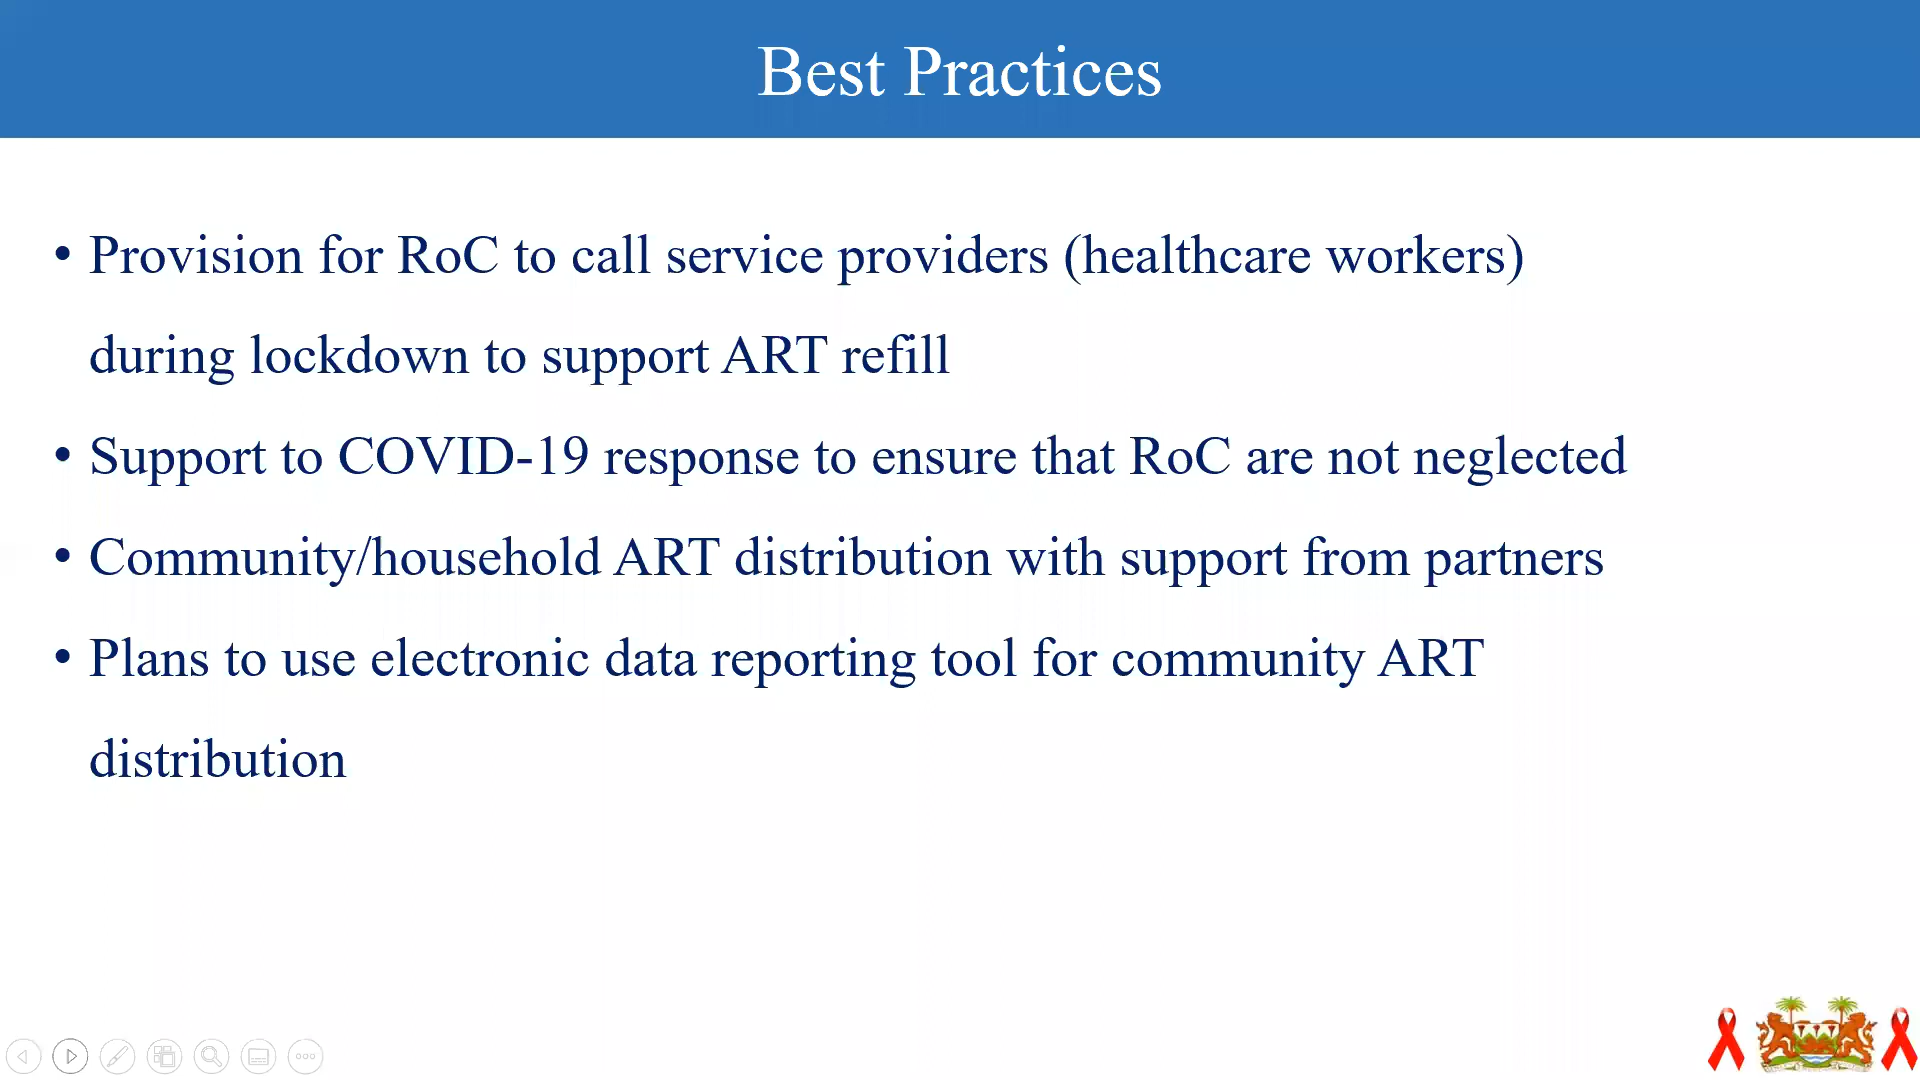 Best Practices
• Provision for RoC to call service providers (healthcare workers)
during lockdown to support ART refill
• Support to COVID-19 response to ensure that RoC are not neglected
• Community/household ART distribution with support from partners
• Plans to use electronic data reporting tool for community ART
distribution